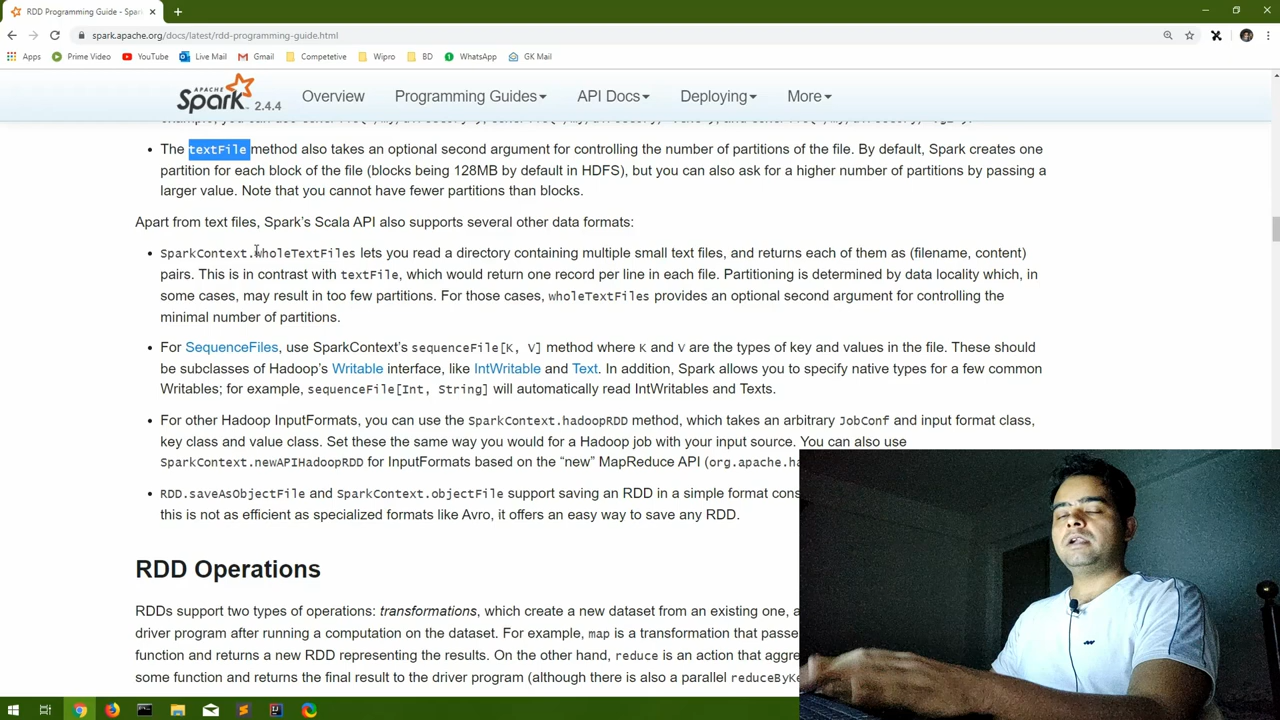 RDD Programming Guide - Spar
spark.apache.org/docs/latest/rdd-programming-guide.html
Apps Prime Video YouTube Live Mail Gmail Competetive Wipro BD WhatsApp GK Mail
APACHE Spark 2.4.4 Overview Programming Guides API Docs Deploying More
• The textFile method also takes an optional second argument for controlling the number of partitions of the file. By default, Spark creates one
partition for each block of the file (blocks being 128MB by default in HDFS), but you can also ask for a higher number of partitions by passing a
larger value. Note that you cannot have fewer partitions than blocks.
Apart from text files, Spark's Scala API also supports several other data formats:
• SparkContext.wholeTextFiles lets you read a directory containing multiple small text files, and returns each of them as (filename, content)
pairs. This is in contrast with textFile, which would return one record per line in each file. Partitioning is determined by data locality which, in
some cases, may result in too few partitions. For those cases, wholeTextFiles provides an optional second argument for controlling the
minimal number of partitions.
• For SequenceFiles, use SparkContext's sequenceFile[K, V] method where K and V are the types of key and values in the file. These should
be subclasses of Hadoop's Writable interface, like IntWritable and Text. In addition, Spark allows you to specify native types for a few common
Writables; for example, sequenceFile[Int, String] will automatically read IntWritables and Texts.
• For other Hadoop InputFormats, you can use the SparkContext.hadoopRDD method, which takes an arbitrary JobConf and input format class,
key class and value class. Set these the same way you would for a Hadoop job with your input source. You can also use
SparkContext.newAPIHadoopRDD for InputFormats based on the "new" MapReduce API (org.apache.ha
• RDD.saveAsObjectFile and SparkContext.objectFile support saving an RDD in a simple format cons
this is not as efficient as specialized formats like Avro, it offers an easy way to save any RDD.
RDD Operations
RDDs support two types of operations: transformations, which create a new dataset from an existing one, a
driver program after running a computation on the dataset. For example, map is a transformation that passe
function and returns a new RDD representing the results. On the other hand, reduce is an action that aggre
some function and returns the final result to the driver program (although there is also a parallel reduceByKe